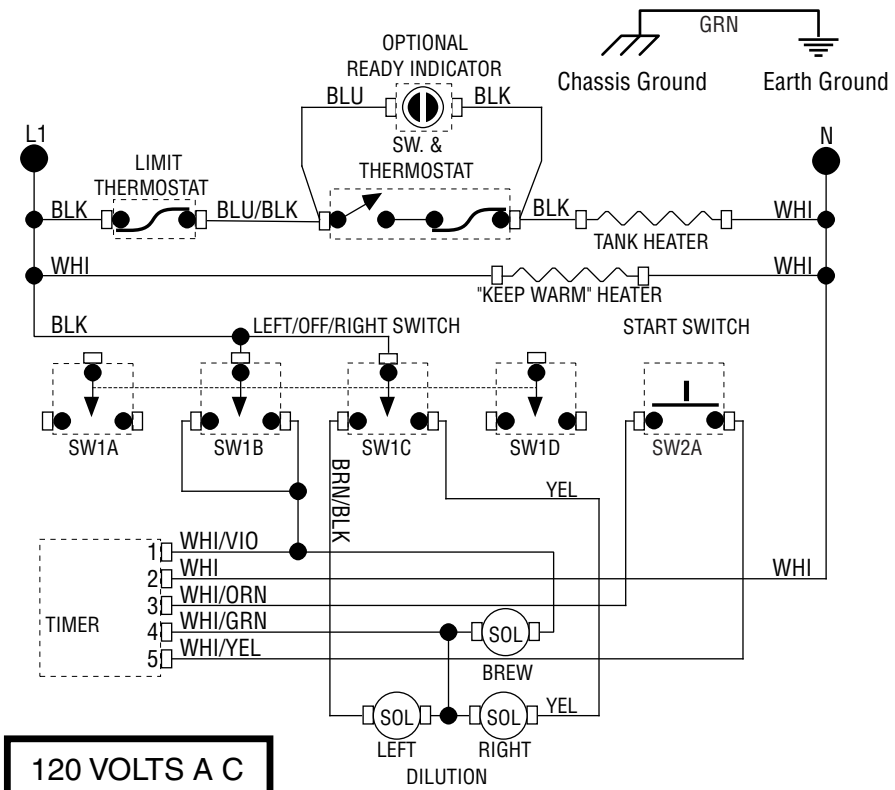 GRN
Chassis Ground
Earth Ground
OPTIONAL
READY INDICATOR
BLU
BLK
SW. &
THERMOSTAT
L1
N
LIMIT
THERMOSTAT
BLK
BLU/BLK
BLK
WHI
TANK HEATER
WHI
WHI
"KEEP WARM" HEATER
BLK
LEFT/OFF/RIGHT SWITCH
START SWITCH
SW1A
SW1B
SW1C
SW1D
SW2A
BRN/BLK
YEL
TIMER
1 WHI/VIO
2 WHI
WHI
3 WHI/ORN
4 WHI/GRN
5 WHI/YEL
SOL
BREW
SOL
LEFT
SOL
RIGHT
YEL
DILUTION
120 VOLTS A C